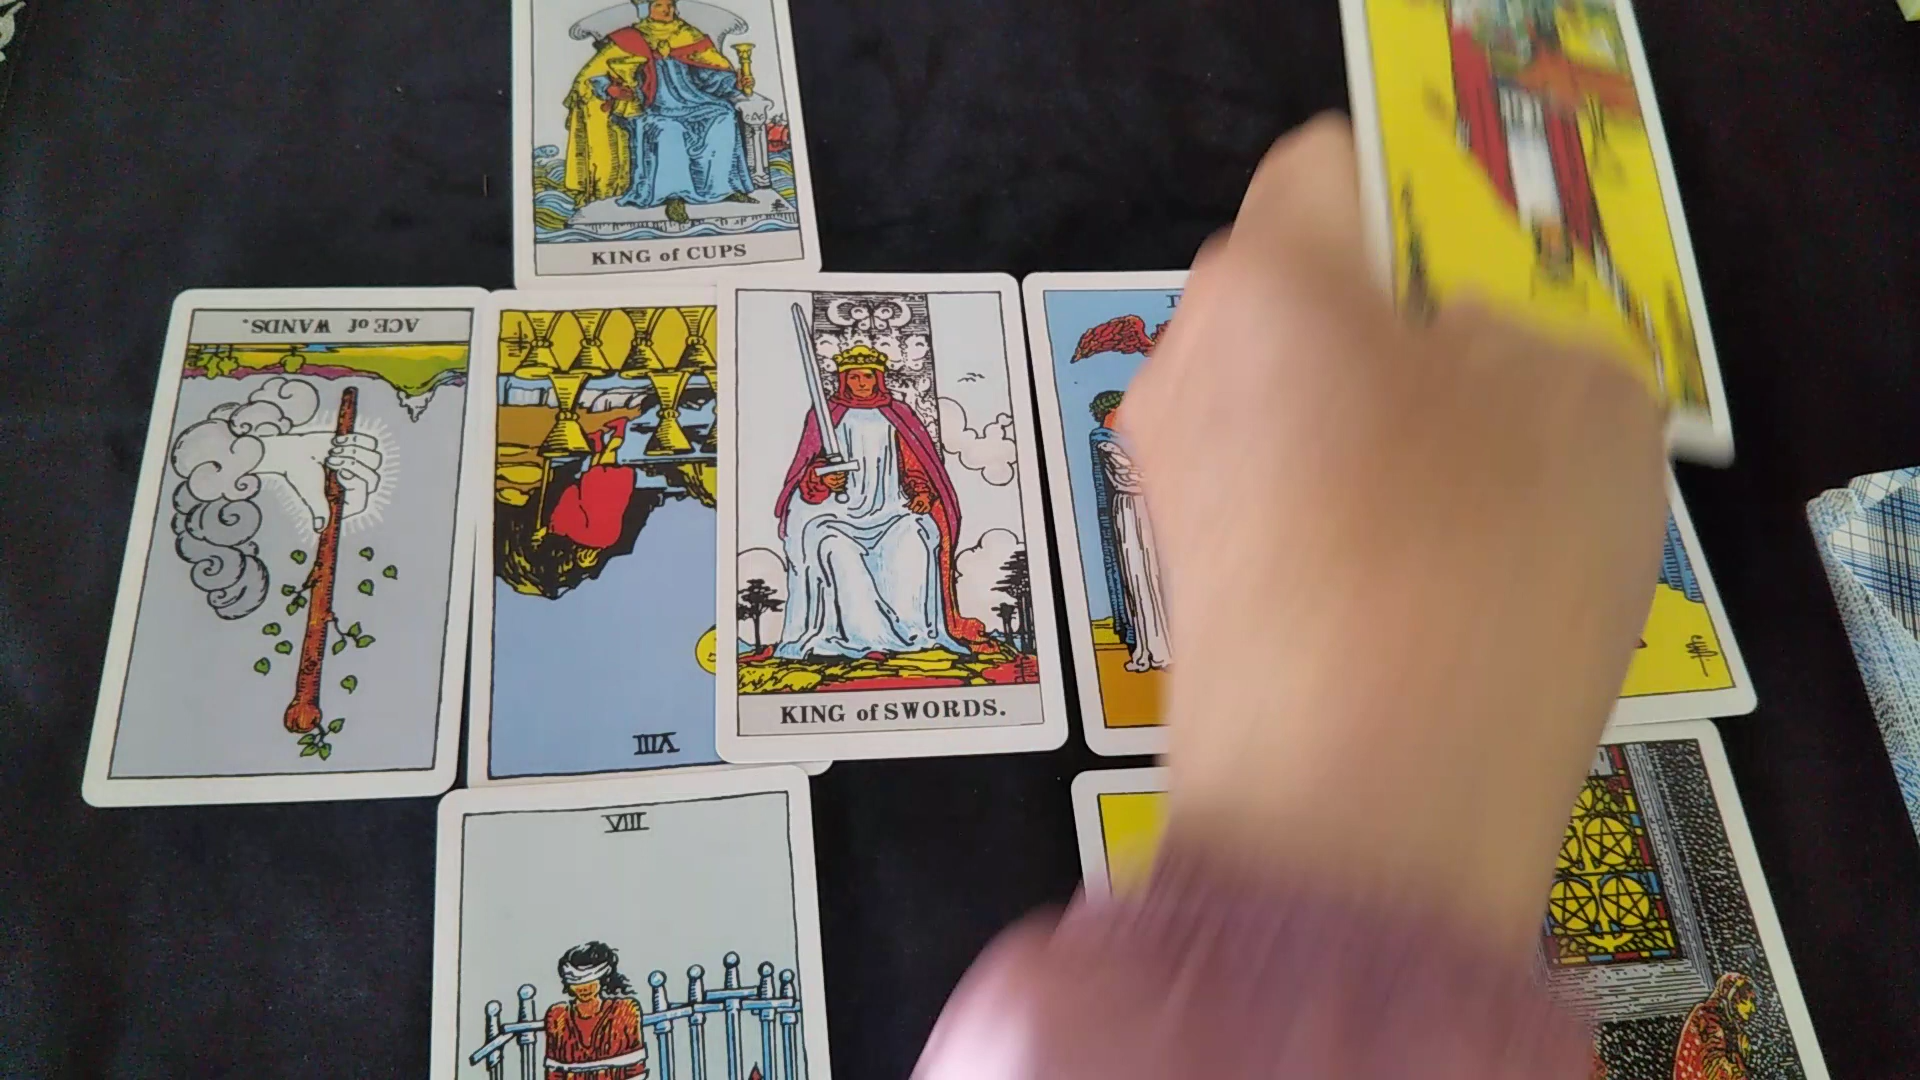 KING of CUPS
ACE of WANDS.
KING of SWORDS.
VIII
VIII